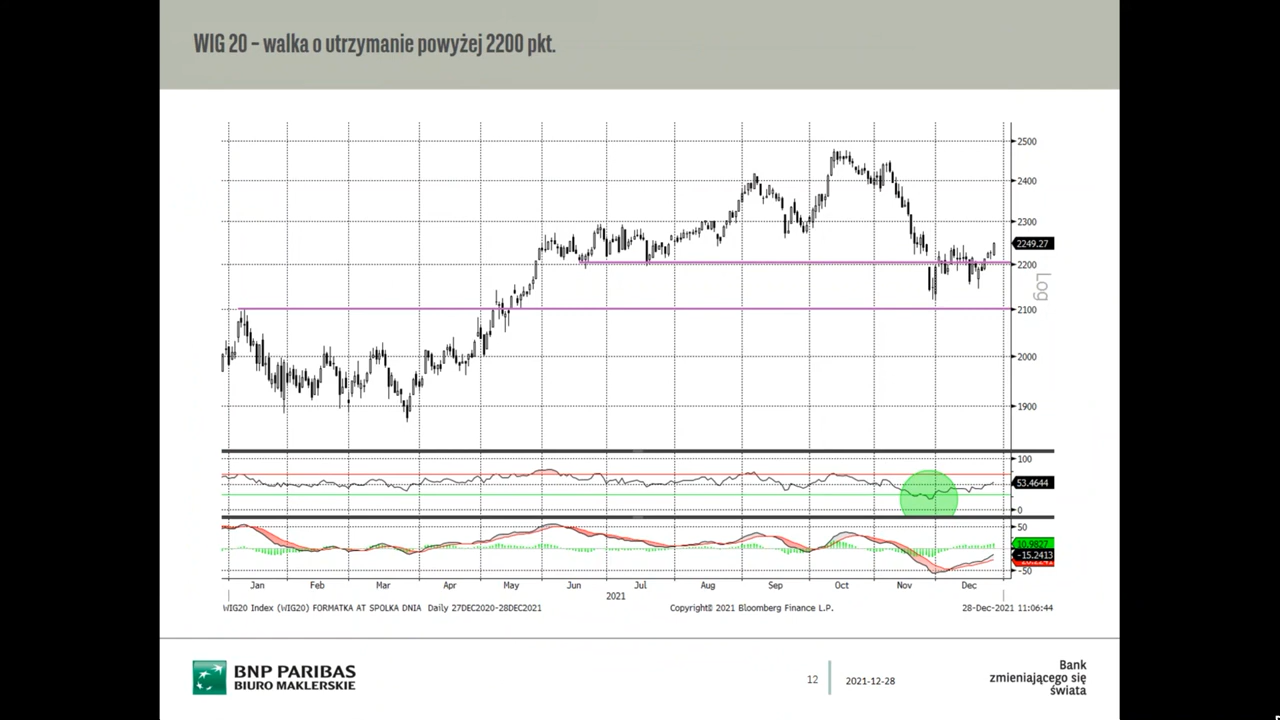 WIG 20 – walka o utrzymanie powyżej 2200 pkt.
2500
2400
2300
2249.27
2200
Log
2100
2000
1900
100
53.4644
0
50
-15.2413
-50
Jan Feb Mar Apr May Jun Jul Aug Sep Oct Nov Dec
2021
WIG20 Index (WIG20) FORMATKA AT SPOLKA DNIA Daily 27DEC2020-28DEC2021
Copyright© 2021 Bloomberg Finance L.P.
28-Dec-2021 11:06:44
BNP PARIBAS
BIURO MAKLERSKIE
12
2021-12-28
Bank
zmieniającego się
świata